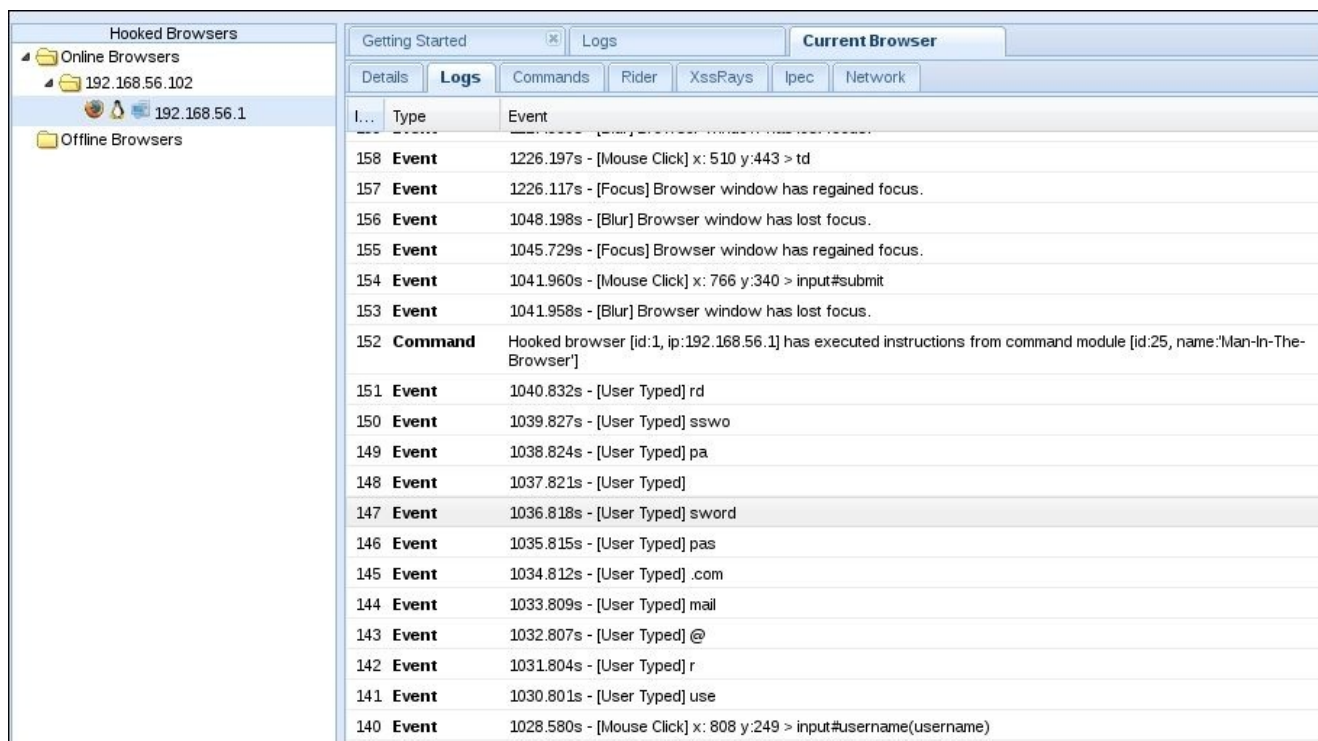 Hooked Browsers
Online Browsers
192.168.56.102
192.168.56.1
Offline Browsers
Getting Started
Logs
Current Browser
Details
Logs
Commands
Rider
XssRays
Ipec
Network
I... Type Event
158 Event 1226.197s - [Mouse Click] x: 510 y:443 > td
157 Event 1226.117s - [Focus] Browser window has regained focus.
156 Event 1048.198s - [Blur] Browser window has lost focus.
155 Event 1045.729s - [Focus] Browser window has regained focus.
154 Event 1041.960s - [Mouse Click] x: 766 y:340 > input#submit
153 Event 1041.958s - [Blur] Browser window has lost focus.
152 Command Hooked browser [id:1, ip:192.168.56.1] has executed instructions from command module [id:25, name:'Man-In-The-
Browser']
151 Event 1040.832s - [User Typed] rd
150 Event 1039.827s - [User Typed] sswo
149 Event 1038.824s - [User Typed] pa
148 Event 1037.821s - [User Typed]
147 Event 1036.818s - [User Typed] sword
146 Event 1035.815s - [User Typed] pas
145 Event 1034.812s - [User Typed] .com
144 Event 1033.809s - [User Typed] mail
143 Event 1032.807s - [User Typed] @
142 Event 1031.804s - [User Typed] r
141 Event 1030.801s - [User Typed] use
140 Event 1028.580s - [Mouse Click] x: 808 y:249 > input#username(username)